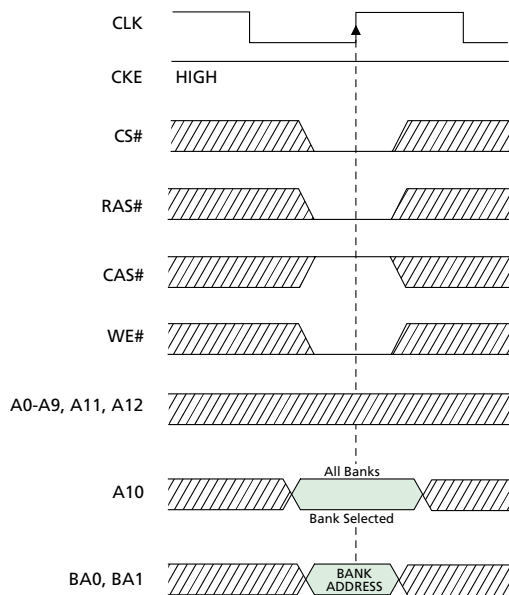 CLK
CKE HIGH
CS#
RAS#
CAS#
WE#
A0-A9, A11, A12
All Banks
A10
Bank Selected
BA0, BA1
BANK
ADDRESS